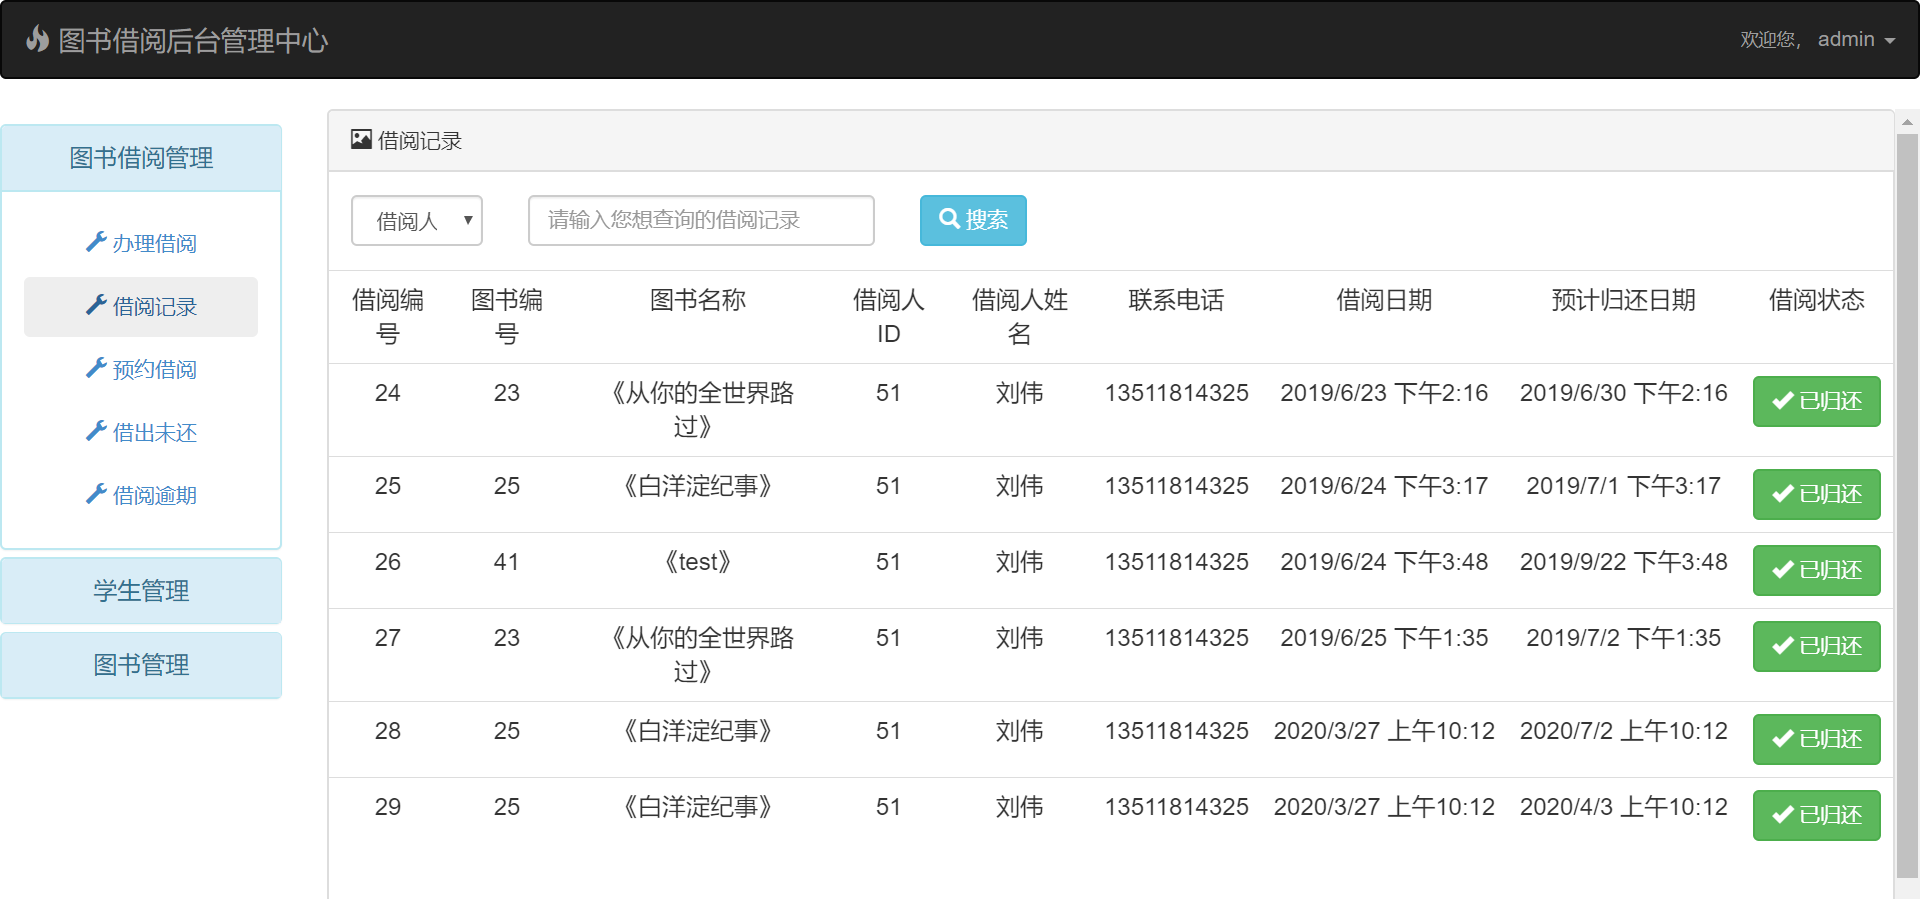 图书借阅后台管理中心
欢迎您， admin
图书借阅管理
办理借阅
借阅记录
预约借阅
借出未还
借阅逾期
学生管理
图书管理
借阅记录
借阅人 请输入您想查询的借阅记录 搜索
借阅编号 图书编号 图书名称 借阅人ID 借阅人姓名 联系电话 借阅日期 预计归还日期 借阅状态
24 23 《从你的全世界路过》 51 刘伟 13511814325 2019/6/23 下午2:16 2019/6/30 下午2:16 已归还
25 25 《白洋淀纪事》 51 刘伟 13511814325 2019/6/24 下午3:17 2019/7/1 下午3:17 已归还
26 41 《test》 51 刘伟 13511814325 2019/6/24 下午3:48 2019/9/22 下午3:48 已归还
27 23 《从你的全世界路过》 51 刘伟 13511814325 2019/6/25 下午1:35 2019/7/2 下午1:35 已归还
28 25 《白洋淀纪事》 51 刘伟 13511814325 2020/3/27 上午10:12 2020/7/2 上午10:12 已归还
29 25 《白洋淀纪事》 51 刘伟 13511814325 2020/3/27 上午10:12 2020/4/3 上午10:12 已归还